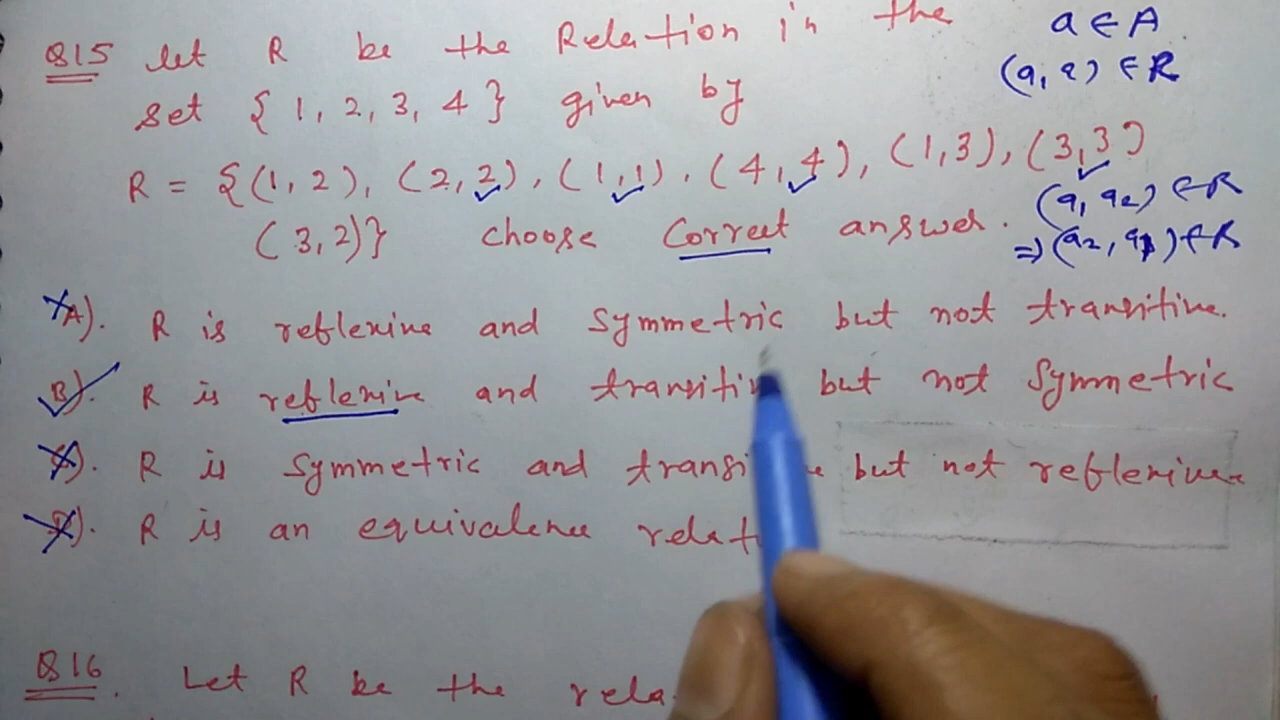 Q15 let R be the Relation in the
set { 1, 2, 3, 4 } given by
a ∈ A
(a, a) ∈ R
R = {(1, 2), (2, 2), (1, 1), (4, 4), (1, 3), (3, 3)
(3, 2)} choose Correct answer.
(a, a2) ∈ R
⇒ (a2, a1) ∈ R
A). R is reflexive and symmetric but not transitive.
B). R is reflexive and transitiv but not Symmetric
R is symmetric and transi but not reflexive
R is an equivalence relat
Q16. Let R be the rela